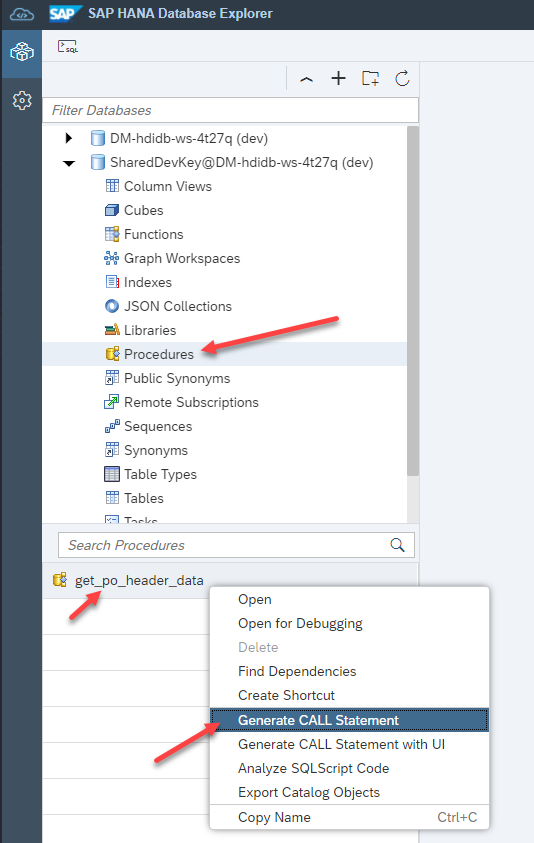 SAP SAP HANA Database Explorer
SQL
Filter Databases
DM-hdidb-ws-4t27q (dev)
SharedDevKey@DM-hdidb-ws-4t27q (dev)
Column Views
Cubes
Functions
Graph Workspaces
Indexes
JSON Collections
Libraries
Procedures
Public Synonyms
Remote Subscriptions
Sequences
Synonyms
Table Types
Tables
Tasks
Search Procedures
get_po_header_data
Open
Open for Debugging
Delete
Find Dependencies
Create Shortcut
Generate CALL Statement
Generate CALL Statement with UI
Analyze SQLScript Code
Export Catalog Objects
Copy Name Ctrl+C